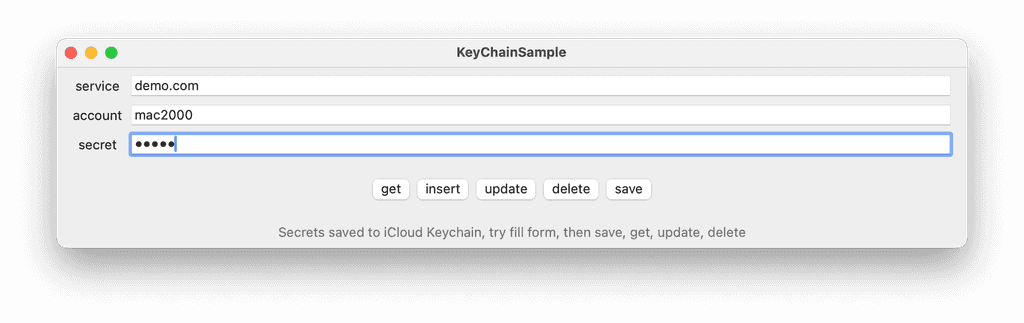 KeyChainSample
service demo.com
account mac2000
secret •••••
get insert update delete save
Secrets saved to iCloud Keychain, try fill form, then save, get, update, delete